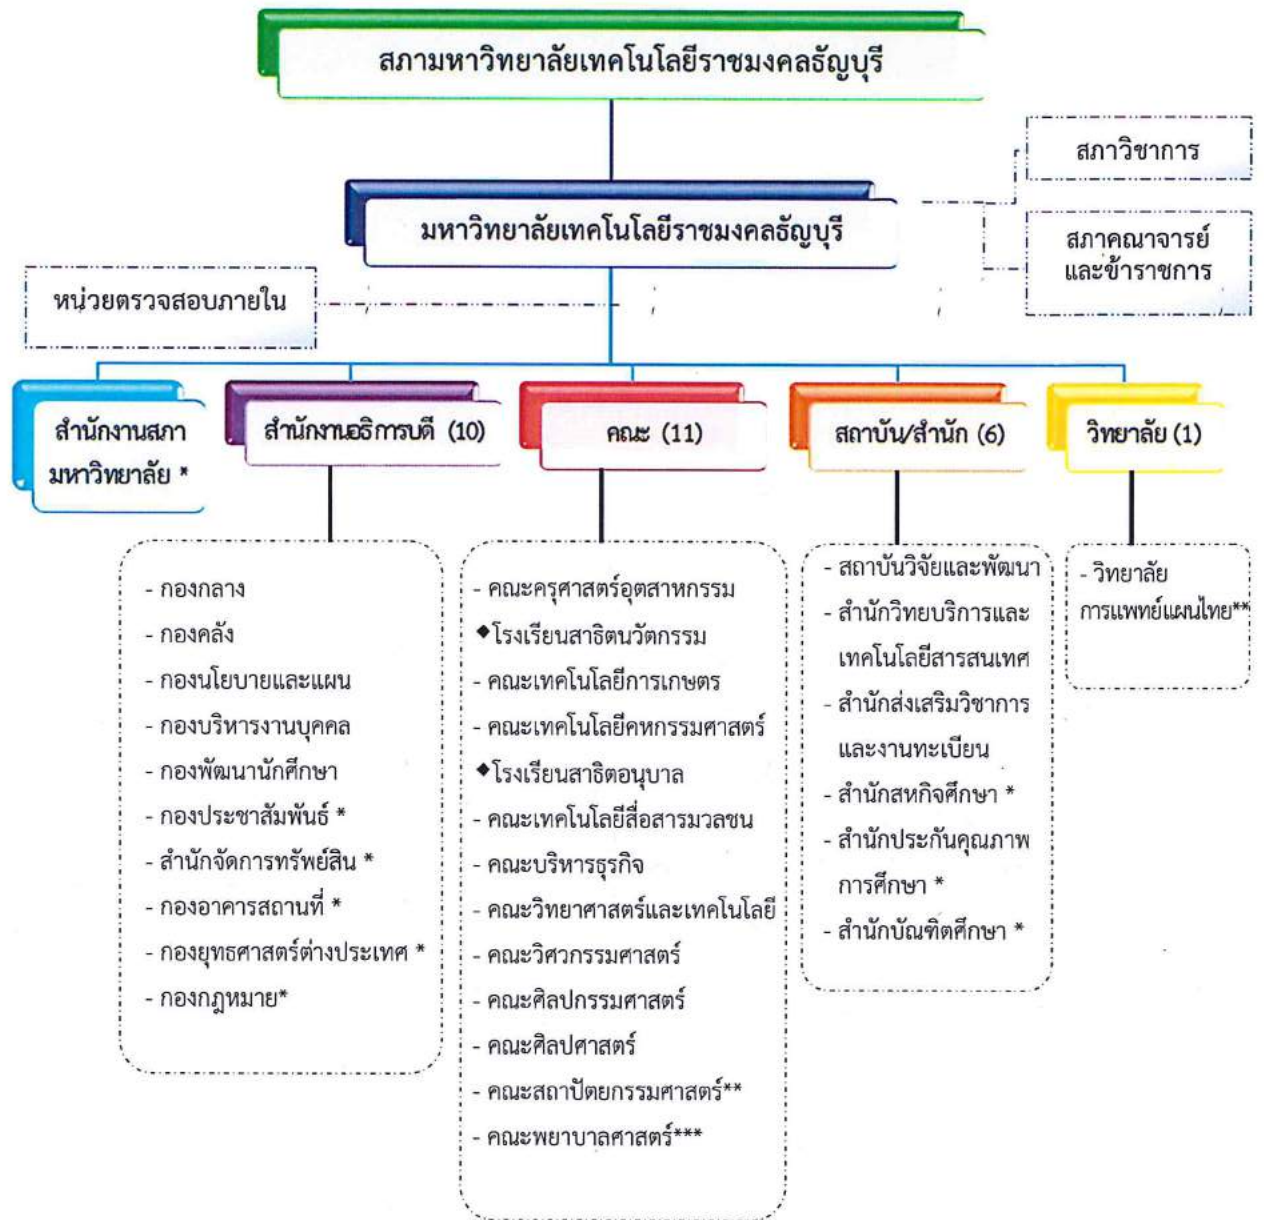 สภามหาวิทยาลัยเทคโนโลยีราชมงคลธัญบุรี
สภาวิชาการ
มหาวิทยาลัยเทคโนโลยีราชมงคลธัญบุรี
สภาคณาจารย์
และข้าราชการ
หน่วยตรวจสอบภายใน
สำนักงานสภา
มหาวิทยาลัย *
สำนักงานอธิการบดี (10)
คณะ (11)
สถาบัน/สำนัก (6)
วิทยาลัย (1)
- กองกลาง
- กองคลัง
- กองนโยบายและแผน
- กองบริหารงานบุคคล
- กองพัฒนานักศึกษา
- กองประชาสัมพันธ์ *
- สำนักจัดการทรัพย์สิน *
- กองอาคารสถานที่ *
- กองยุทธศาสตร์ต่างประเทศ *
- กองกฎหมาย*
- คณะครุศาสตร์อุตสาหกรรม
◆โรงเรียนสาธิตนวัตกรรม
- คณะเทคโนโลยีการเกษตร
- คณะเทคโนโลยีคหกรรมศาสตร์
◆โรงเรียนสาธิตอนุบาล
- คณะเทคโนโลยีสื่อสารมวลชน
- คณะบริหารธุรกิจ
- คณะวิทยาศาสตร์และเทคโนโลยี
- คณะวิศวกรรมศาสตร์
- คณะศิลปกรรมศาสตร์
- คณะศิลปศาสตร์
- คณะสถาปัตยกรรมศาสตร์**
- คณะพยาบาลศาสตร์***
- สถาบันวิจัยและพัฒนา
- สำนักวิทยบริการและ
เทคโนโลยีสารสนเทศ
- สำนักส่งเสริมวิชาการ
และงานทะเบียน
- สำนักสหกิจศึกษา *
- สำนักประกันคุณภาพ
การศึกษา *
- สำนักบัณฑิตศึกษา *
- วิทยาลัย
การแพทย์แผนไทย**